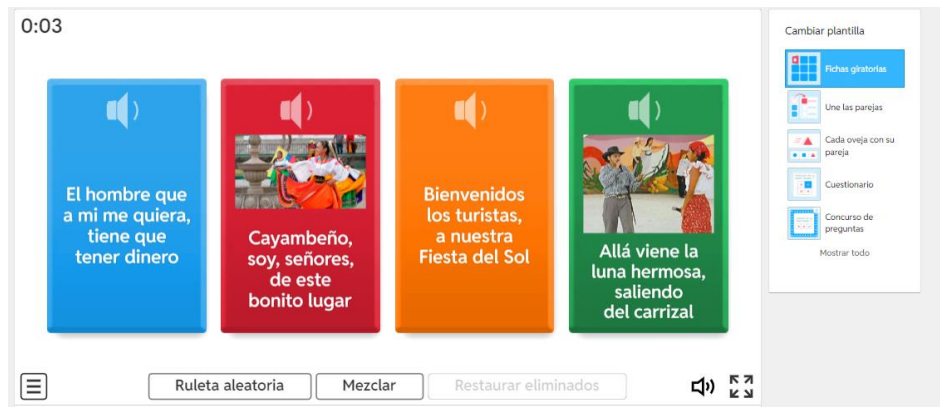 0:03
El hombre que
a mi me quiera,
tiene que
tener dinero
Cayambeño,
soy, señores,
de este
bonito lugar
Bienvenidos
los turistas,
a nuestra
Fiesta del Sol
Allá viene la
luna hermosa,
saliendo
del carrizal
Ruleta aleatoria
Mezclar
Restaurar eliminados
Cambiar plantilla
Fichas giratorias
Une las parejas
Cada oveja con su
pareja
Cuestionario
Concurso de
preguntas
Mostrar todo